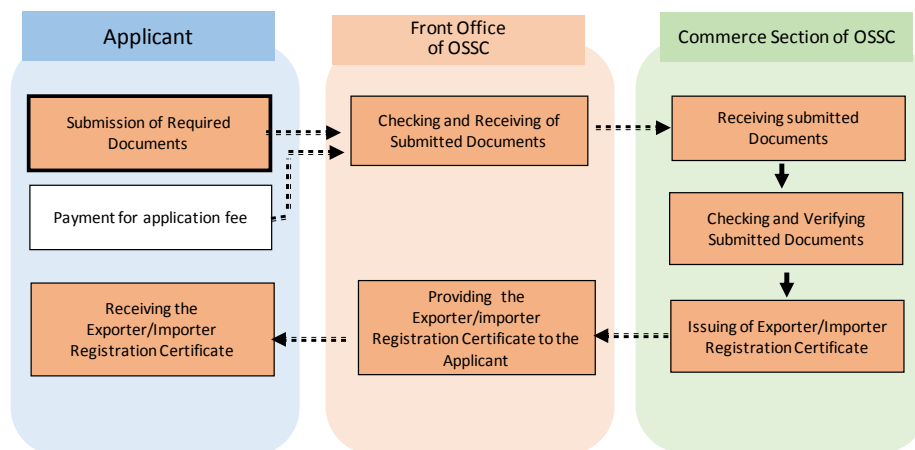 Applicant
Front Office
of OSSC
Commerce Section of OSSC
Submission of Required
Documents
Checking and Receiving of
Submitted Documents
Receiving submitted
Documents
Payment for application fee
Checking and Verifying
Submitted Documents
Receiving the
Exporter/Importer
Registration Certificate
Providing the
Exporter/importer
Registration Certificate to the
Applicant
Issuing of Exporter/Importer
Registration Certificate